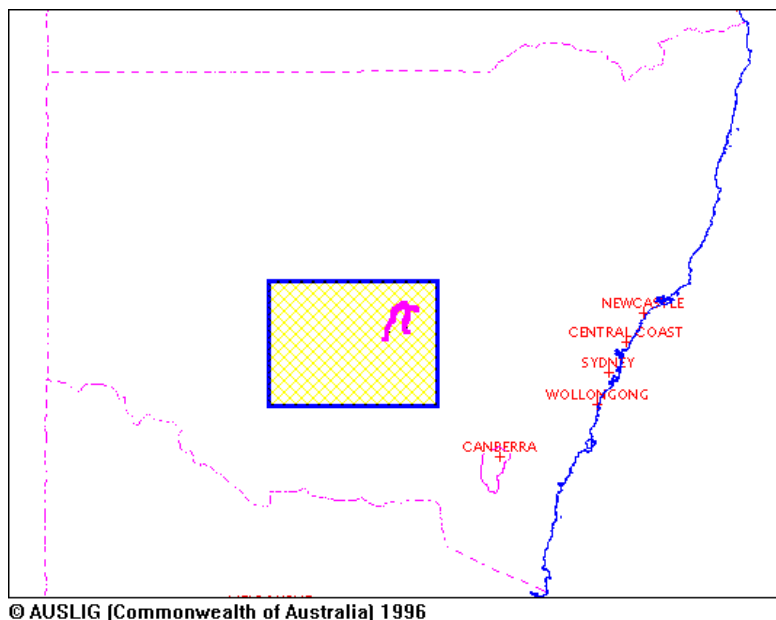 NEWCASTLE
CENTRAL COAST
SYDNEY
WOLLONGONG
CANBERRA
© AUSLIG (Commonwealth of Australia) 1996